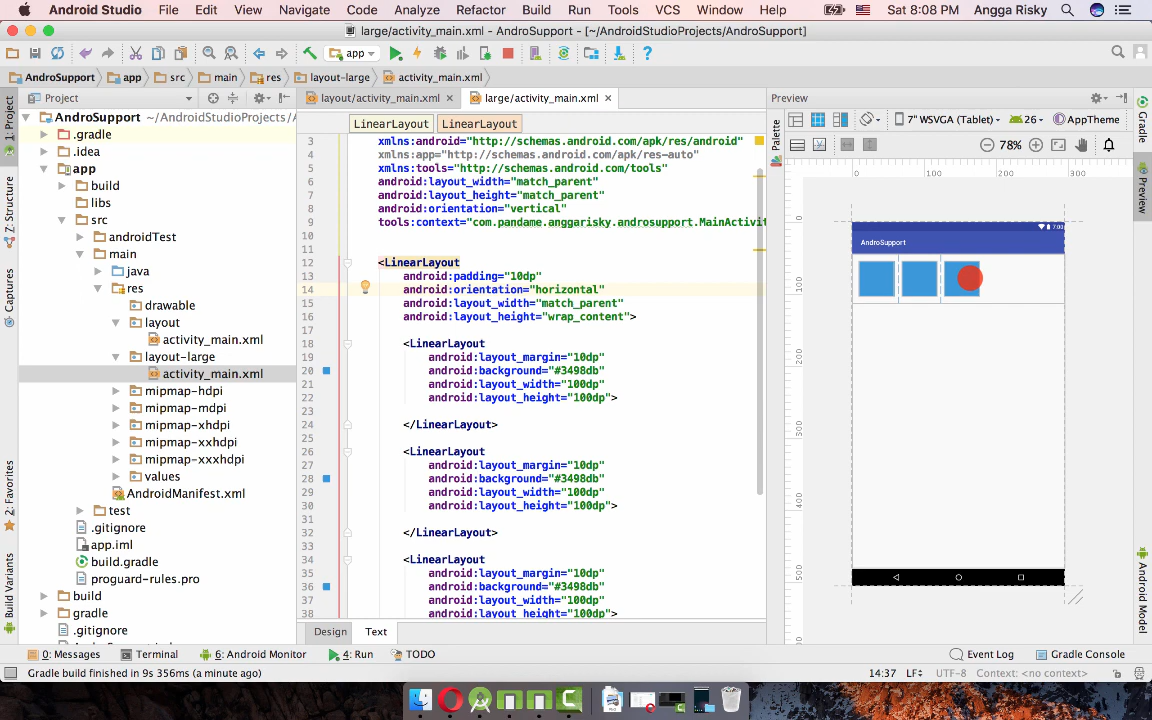 Android Studio File Edit View Navigate Code Analyze Refactor Build Run Tools VCS Window Help Sat 8:08 PM Angga Risky
large/activity_main.xml - AndroSupport - [~/AndroidStudioProjects/AndroSupport]
app
AndroSupport app src main res layout-large activity_main.xml
Project
layout/activity_main.xml large/activity_main.xml
Preview
LinearLayout LinearLayout
7" WSVGA (Tablet) 26 AppTheme
78%
1: Project
Z: Structure
Captures
2: Favorites
Build Variants
AndroSupport ~/AndroidStudioProjects/A
.gradle
.idea
app
build
libs
src
androidTest
main
java
res
drawable
layout
activity_main.xml
layout-large
activity_main.xml
mipmap-hdpi
mipmap-mdpi
mipmap-xhdpi
mipmap-xxhdpi
mipmap-xxxhdpi
values
AndroidManifest.xml
test
.gitignore
app.iml
build.gradle
proguard-rules.pro
build
gradle
.gitignore
3 xmlns:android="http://schemas.android.com/apk/res/android"
4 xmlns:app="http://schemas.android.com/apk/res-auto"
5 xmlns:tools="http://schemas.android.com/tools"
6 android:layout_width="match_parent"
7 android:layout_height="match_parent"
8 android:orientation="vertical"
9 tools:context="com.pandame.anggarisky.androsupport.MainActivit
10
11
12 <LinearLayout
13 android:padding="10dp"
14 android:orientation="horizontal"
15 android:layout_width="match_parent"
16 android:layout_height="wrap_content">
17
18 <LinearLayout
19 android:layout_margin="10dp"
20 android:background="#3498db"
21 android:layout_width="100dp"
22 android:layout_height="100dp">
23
24 </LinearLayout>
25
26 <LinearLayout
27 android:layout_margin="10dp"
28 android:background="#3498db"
29 android:layout_width="100dp"
30 android:layout_height="100dp">
31
32 </LinearLayout>
33
34 <LinearLayout
35 android:layout_margin="10dp"
36 android:background="#3498db"
37 android:layout_width="100dp"
38 android:layout_height="100dp">
Design Text
0 100 200 300
0
100
200
300
400
500
7:00
AndroSupport
Gradle
Preview
Android Model
0: Messages Terminal 6: Android Monitor 4: Run TODO Event Log Gradle Console
Gradle build finished in 9s 356ms (a minute ago) 14:37 LF UTF-8 Context: <no context>